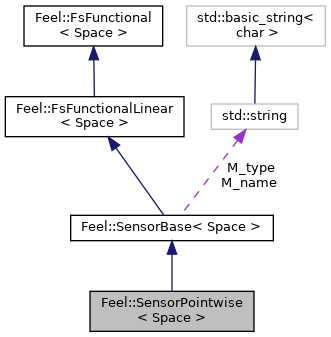 Feel::FsFunctional
< Space >
std::basic_string<
char >
Feel::FsFunctionalLinear
< Space >
std::string
M_type
M_name
Feel::SensorBase< Space >
Feel::SensorPointwise
< Space >